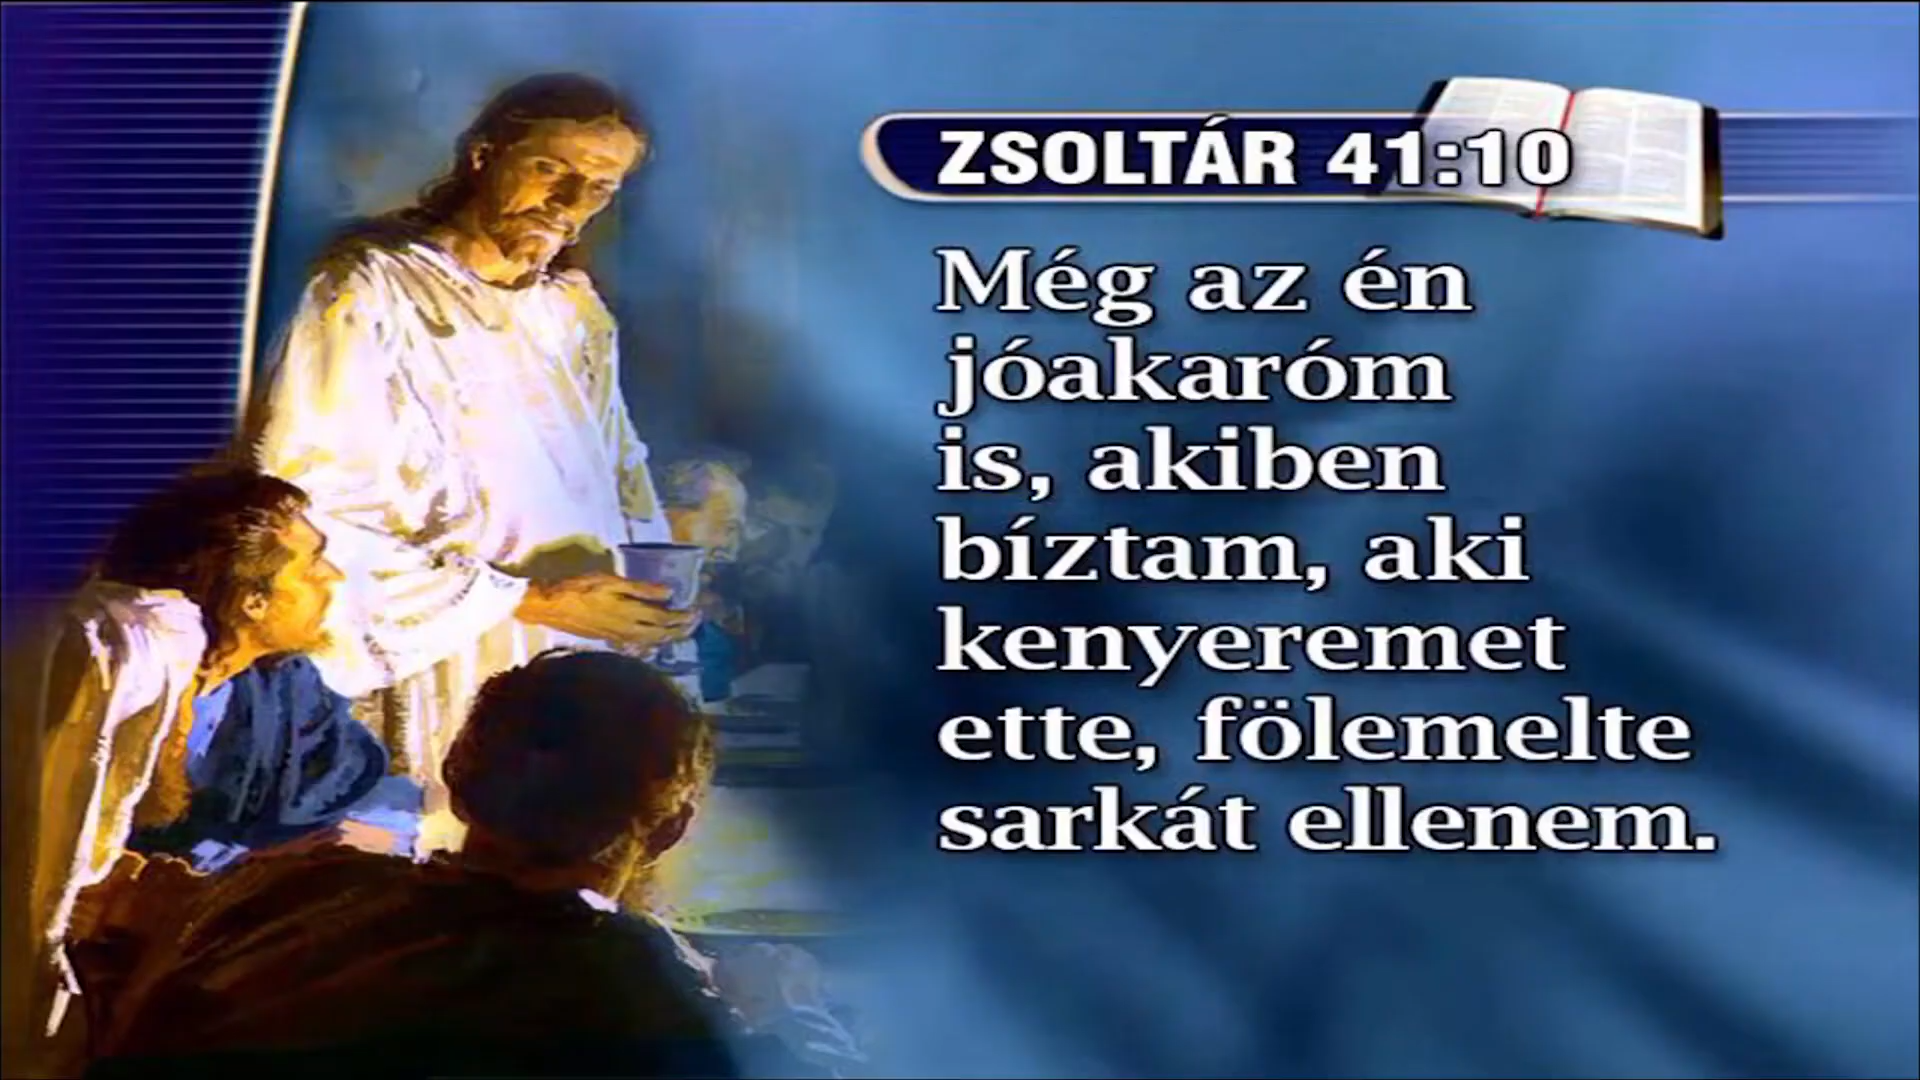 ZSOLTÁR 41:10
Még az én
jóakaróm
is, akiben
bíztam, aki
kenyeremet
ette, fölemelte
sarkát ellenem.